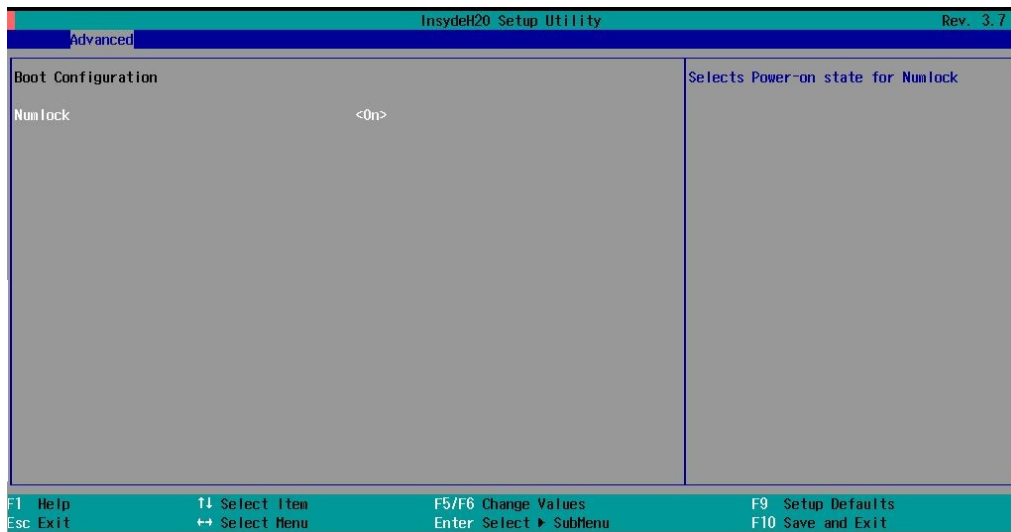 InsydeH2O Setup Utility Rev. 3.7
Advanced
Boot Configuration
Selects Power-on state for Numlock
Numlock <On>
F1 Help ↑↓ Select Item F5/F6 Change Values F9 Setup Defaults
Esc Exit ↔ Select Menu Enter Select ▶ SubMenu F10 Save and Exit